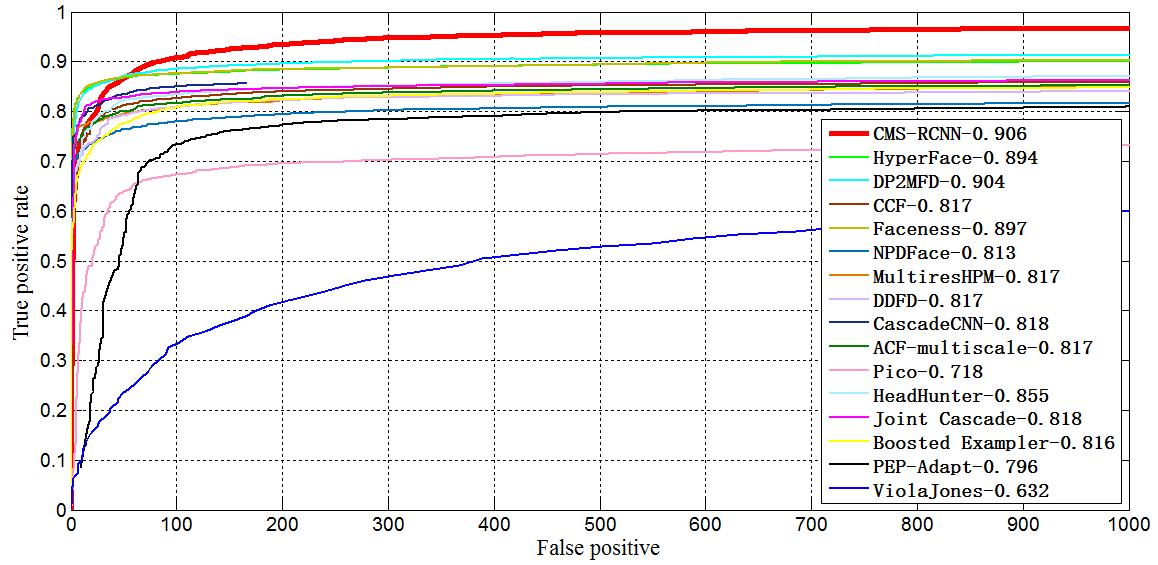 1
0.9
0.8
0.7
0.6
0.5
0.4
0.3
0.2
0.1
0
True positive rate
CMS-RCNN-0.906
HyperFace-0.894
DP2MFD-0.904
CCF-0.817
Faceness-0.897
NPDFace-0.813
MultiresHPM-0.817
DDFD-0.817
CascadeCNN-0.818
ACF-multiscale-0.817
Pico-0.718
HeadHunter-0.855
Joint Cascade-0.818
Boosted Exampler-0.816
PEP-Adapt-0.796
ViolaJones-0.632
0 100 200 300 400 500 600 700 800 900 1000
False positive